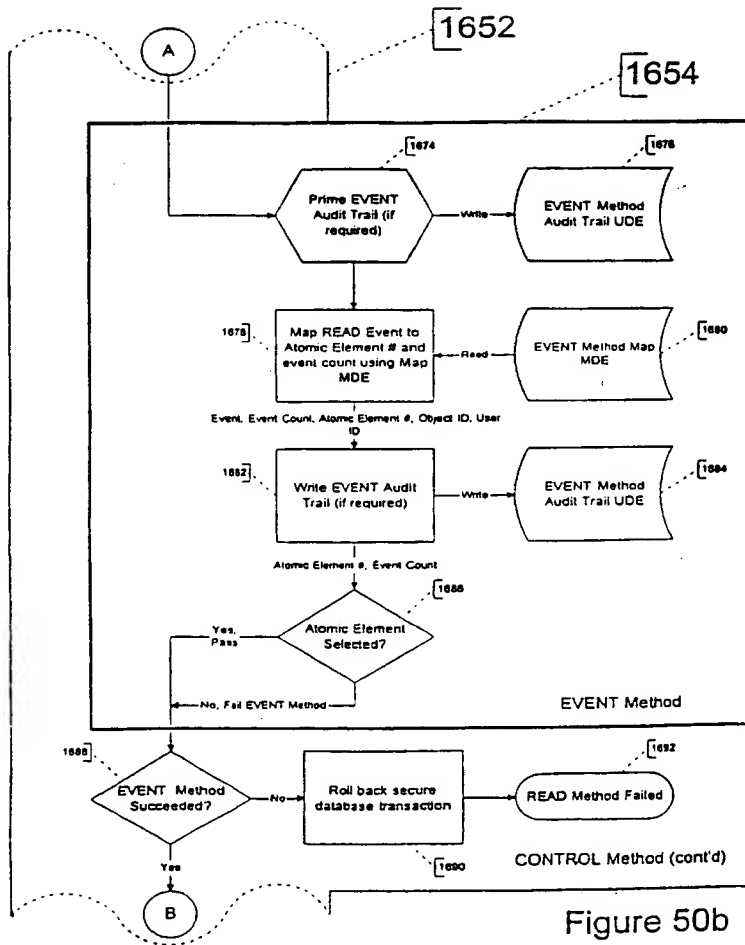 1652
A
1654
1674
1676
Prime EVENT
Audit Trail (if
required)
Write
EVENT Method
Audit Trail UDE
1678
Map READ Event to
Atomic Element # and
event count using Map
MDE
Read
EVENT Method Map
MDE
1680
Event, Event Count, Atomic Element #, Object ID, User
ID
1682
Write EVENT Audit
Trail (if required)
Write
EVENT Method
Audit Trail UDE
1684
Atomic Element #, Event Count
1686
Atomic Element
Selected?
Yes,
Pass
No, Fail EVENT Method
EVENT Method
1688
EVENT Method
Succeeded?
No
Roll back secure
database transaction
1692
READ Method Failed
1690
CONTROL Method (cont'd)
Yes
B
Figure 50b